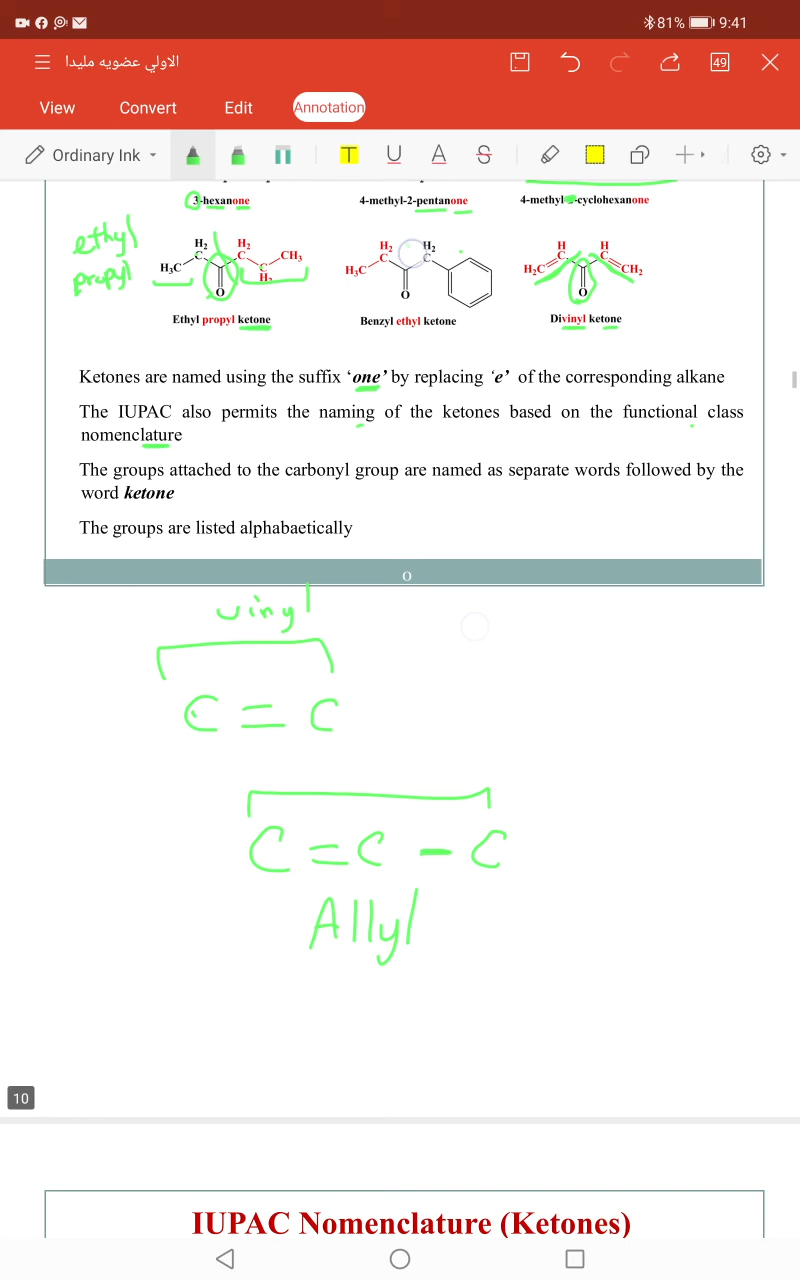 81% 9:41
الاولي عضويه مليدا
49
View Convert Edit Annotation
Ordinary Ink
T U A S
3-hexanone 4-methyl-2-pentanone 4-methyl- -cyclohexanone
ethyl
propyl
H₂ H₂ H₂ H₂ H H
C C CH₃ C C C C
H₃C C H₃C H₂C CH₂
O H₂ O O
Ethyl propyl ketone Benzyl ethyl ketone Divinyl ketone
Ketones are named using the suffix ‘one’ by replacing ‘e’ of the corresponding alkane
The IUPAC also permits the naming of the ketones based on the functional class
nomenclature
The groups attached to the carbonyl group are named as separate words followed by the
word ketone
The groups are listed alphabaetically
O
vinyl
C = C
C = C - C
Allyl
10
IUPAC Nomenclature (Ketones)